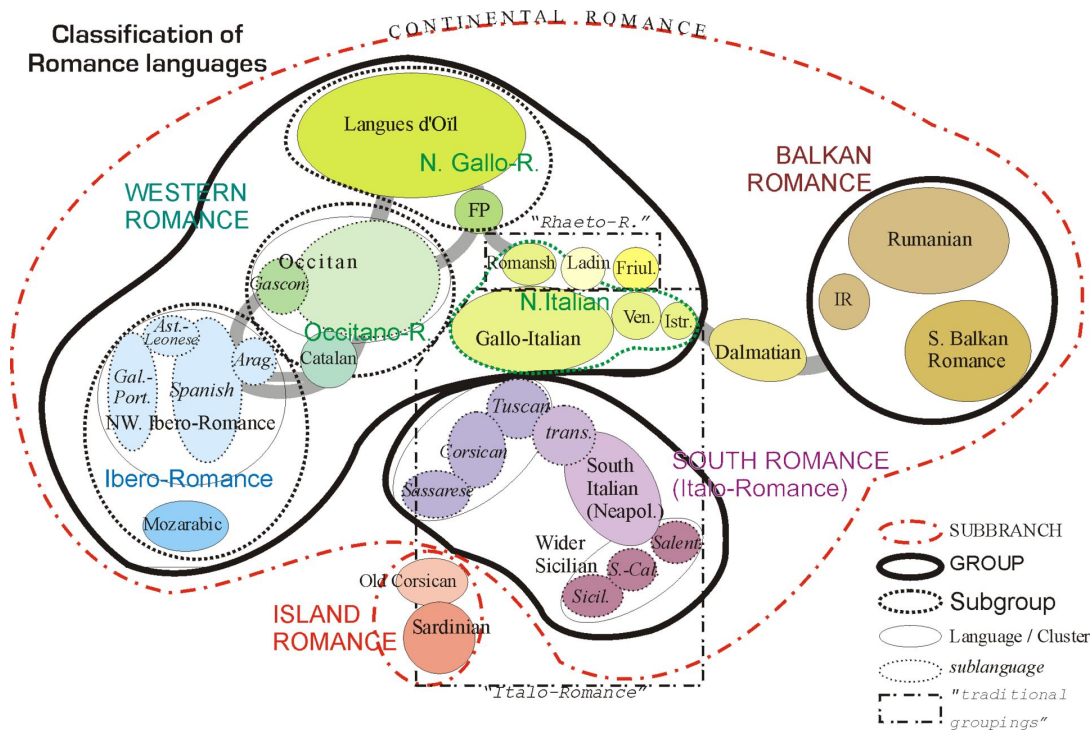 Classification of
Romance languages
CONTINENTAL ROMANCE
Langues d'Oïl
N. Gallo-R.
FP
WESTERN
ROMANCE
BALKAN
ROMANCE
"Rhaeto-R."
Romansh
Ladin
Friul.
Occitan
Gascon
Occitano-R.
N.Italian
Ven.
Istr.
Gallo-Italian
Dalmatian
Rumanian
IR
S. Balkan
Romance
Ast.-
Leonese
Arag.
Catalan
Gal.-
Port.
Spanish
NW. Ibero-Romance
Ibero-Romance
Mozarabic
Tuscan
trans.
Corsican
Sassarese
South
Italian
(Neapol.)
SOUTH ROMANCE
(Italo-Romance)
Wider
Sicilian
Salent.
S.-Cal.
Sicil.
Old Corsican
Sardinian
ISLAND
ROMANCE
"Italo-Romance"
SUBBRANCH
GROUP
Subgroup
Language / Cluster
sublanguage
"traditional
groupings"